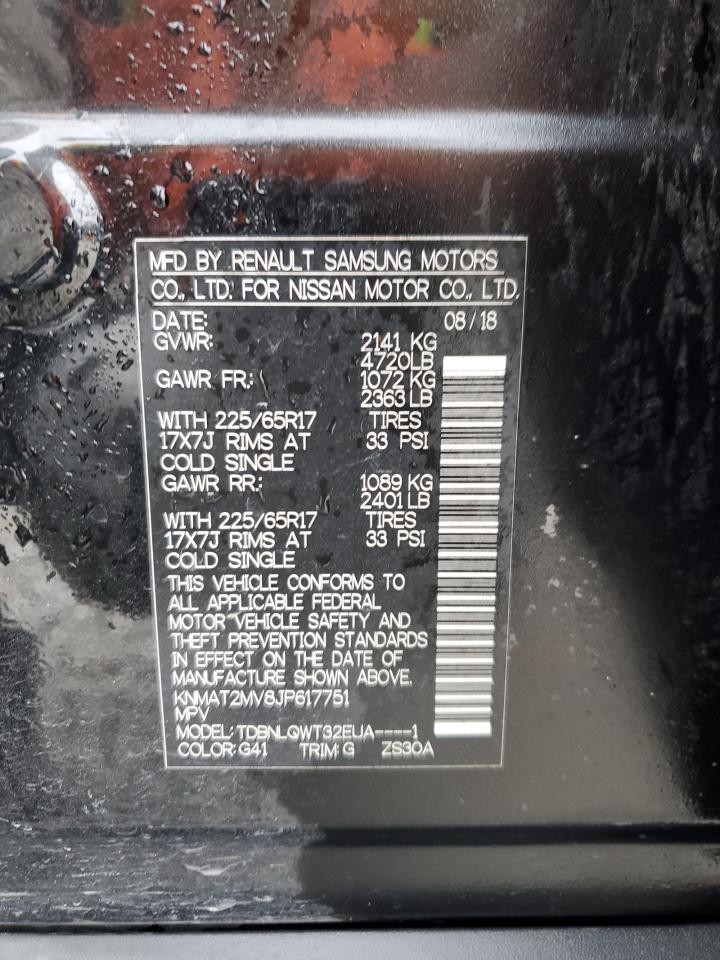 MFD BY RENAULT SAMSUNG MOTORS
CO., LTD. FOR NISSAN MOTOR CO., LTD.
DATE: 08/18
GVWR: 2141 KG
4720LB
GAWR FR: 1072 KG
2363LB
WITH 225/65R17 TIRES
17X7J RIMS AT 33 PSI
COLD SINGLE
GAWR RR: 1089 KG
2401LB
WITH 225/65R17 TIRES
17X7J RIMS AT 33 PSI
COLD SINGLE
THIS VEHICLE CONFORMS TO
ALL APPLICABLE FEDERAL
MOTOR VEHICLE SAFETY AND
THEFT PREVENTION STANDARDS
IN EFFECT ON THE DATE OF
MANUFACTURE SHOWN ABOVE.
KNMAT2MV8JP617751
MPV
MODEL: TDBNLQWT32EUA----1
COLOR: G41 TRIM: G ZS30A